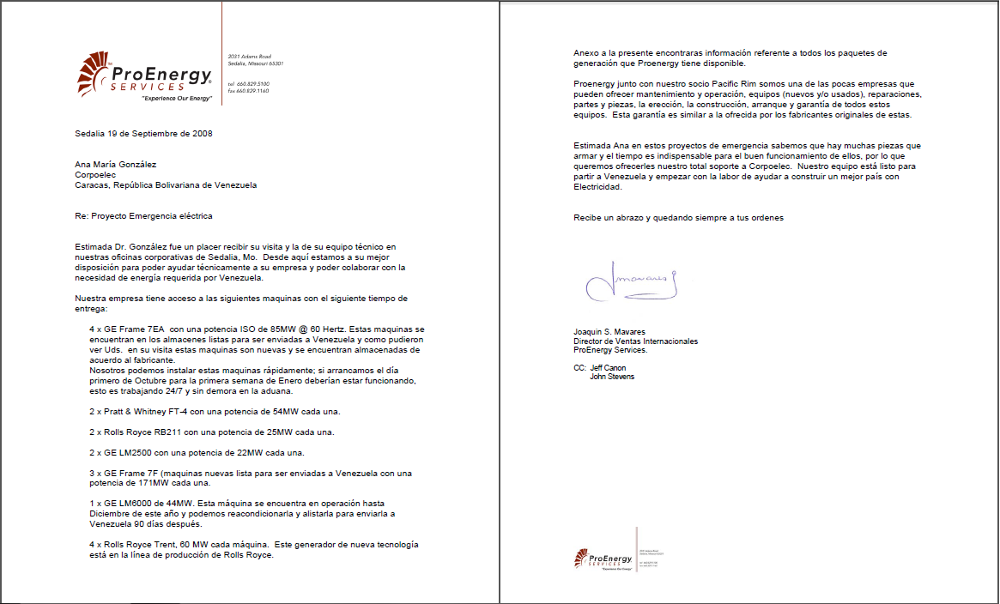 2031 Adams Road
Sedalia, Missouri 65301
ProEnergy®
SERVICES
tel 660.829.5100
fax 660.829.1160
"Experience Our Energy"
Sedalia 19 de Septiembre de 2008
Ana María González
Corpoelec
Caracas, República Bolivariana de Venezuela
Re: Proyecto Emergencia eléctrica
Estimada Dr. González fue un placer recibir su visita y la de su equipo técnico en
nuestras oficinas corporativas de Sedalia, Mo. Desde aquí estamos a su mejor
disposición para poder ayudar técnicamente a su empresa y poder colaborar con la
necesidad de energía requerida por Venezuela.
Nuestra empresa tiene acceso a las siguientes maquinas con el siguiente tiempo de
entrega:
4 x GE Frame 7EA con una potencia ISO de 85MW @ 60 Hertz. Estas maquinas se
encuentran en los almacenes listas para ser enviadas a Venezuela y como pudieron
ver Uds. en su visita estas maquinas son nuevas y se encuentran almacenadas de
acuerdo al fabricante.
Nosotros podemos instalar estas maquinas rápidamente; si arrancamos el día
primero de Octubre para la primera semana de Enero deberían estar funcionando,
esto es trabajando 24/7 y sin demora en la aduana.
2 x Pratt & Whitney FT-4 con una potencia de 54MW cada una.
2 x Rolls Royce RB211 con una potencia de 25MW cada una.
2 x GE LM2500 con una potencia de 22MW cada una.
3 x GE Frame 7F (maquinas nuevas lista para ser enviadas a Venezuela con una
potencia de 171MW cada una.
1 x GE LM6000 de 44MW. Esta máquina se encuentra en operación hasta
Diciembre de este año y podemos reacondicionarla y alistarla para enviarla a
Venezuela 90 días después.
4 x Rolls Royce Trent, 60 MW cada máquina. Este generador de nueva tecnología
está en la línea de producción de Rolls Royce.
Anexo a la presente encontraras información referente a todos los paquetes de
generación que Proenergy tiene disponible.
Proenergy junto con nuestro socio Pacific Rim somos una de las pocas empresas que
pueden ofrecer mantenimiento y operación, equipos (nuevos y/o usados), reparaciones,
partes y piezas, la erección, la construcción, arranque y garantía de todos estos
equipos. Esta garantía es similar a la ofrecida por los fabricantes originales de estas.
Estimada Ana en estos proyectos de emergencia sabemos que hay muchas piezas que
armar y el tiempo es indispensable para el buen funcionamiento de ellos, por lo que
queremos ofrecerles nuestro total soporte a Corpoelec. Nuestro equipo está listo para
partir a Venezuela y empezar con la labor de ayudar a construir un mejor país con
Electricidad.
Recibe un abrazo y quedando siempre a tus ordenes
Jmavares
Joaquin S. Mavares
Director de Ventas Internacionales
ProEnergy Services.
CC: Jeff Canon
John Stevens
ProEnergy
SERVICES
"Experience Our Energy"